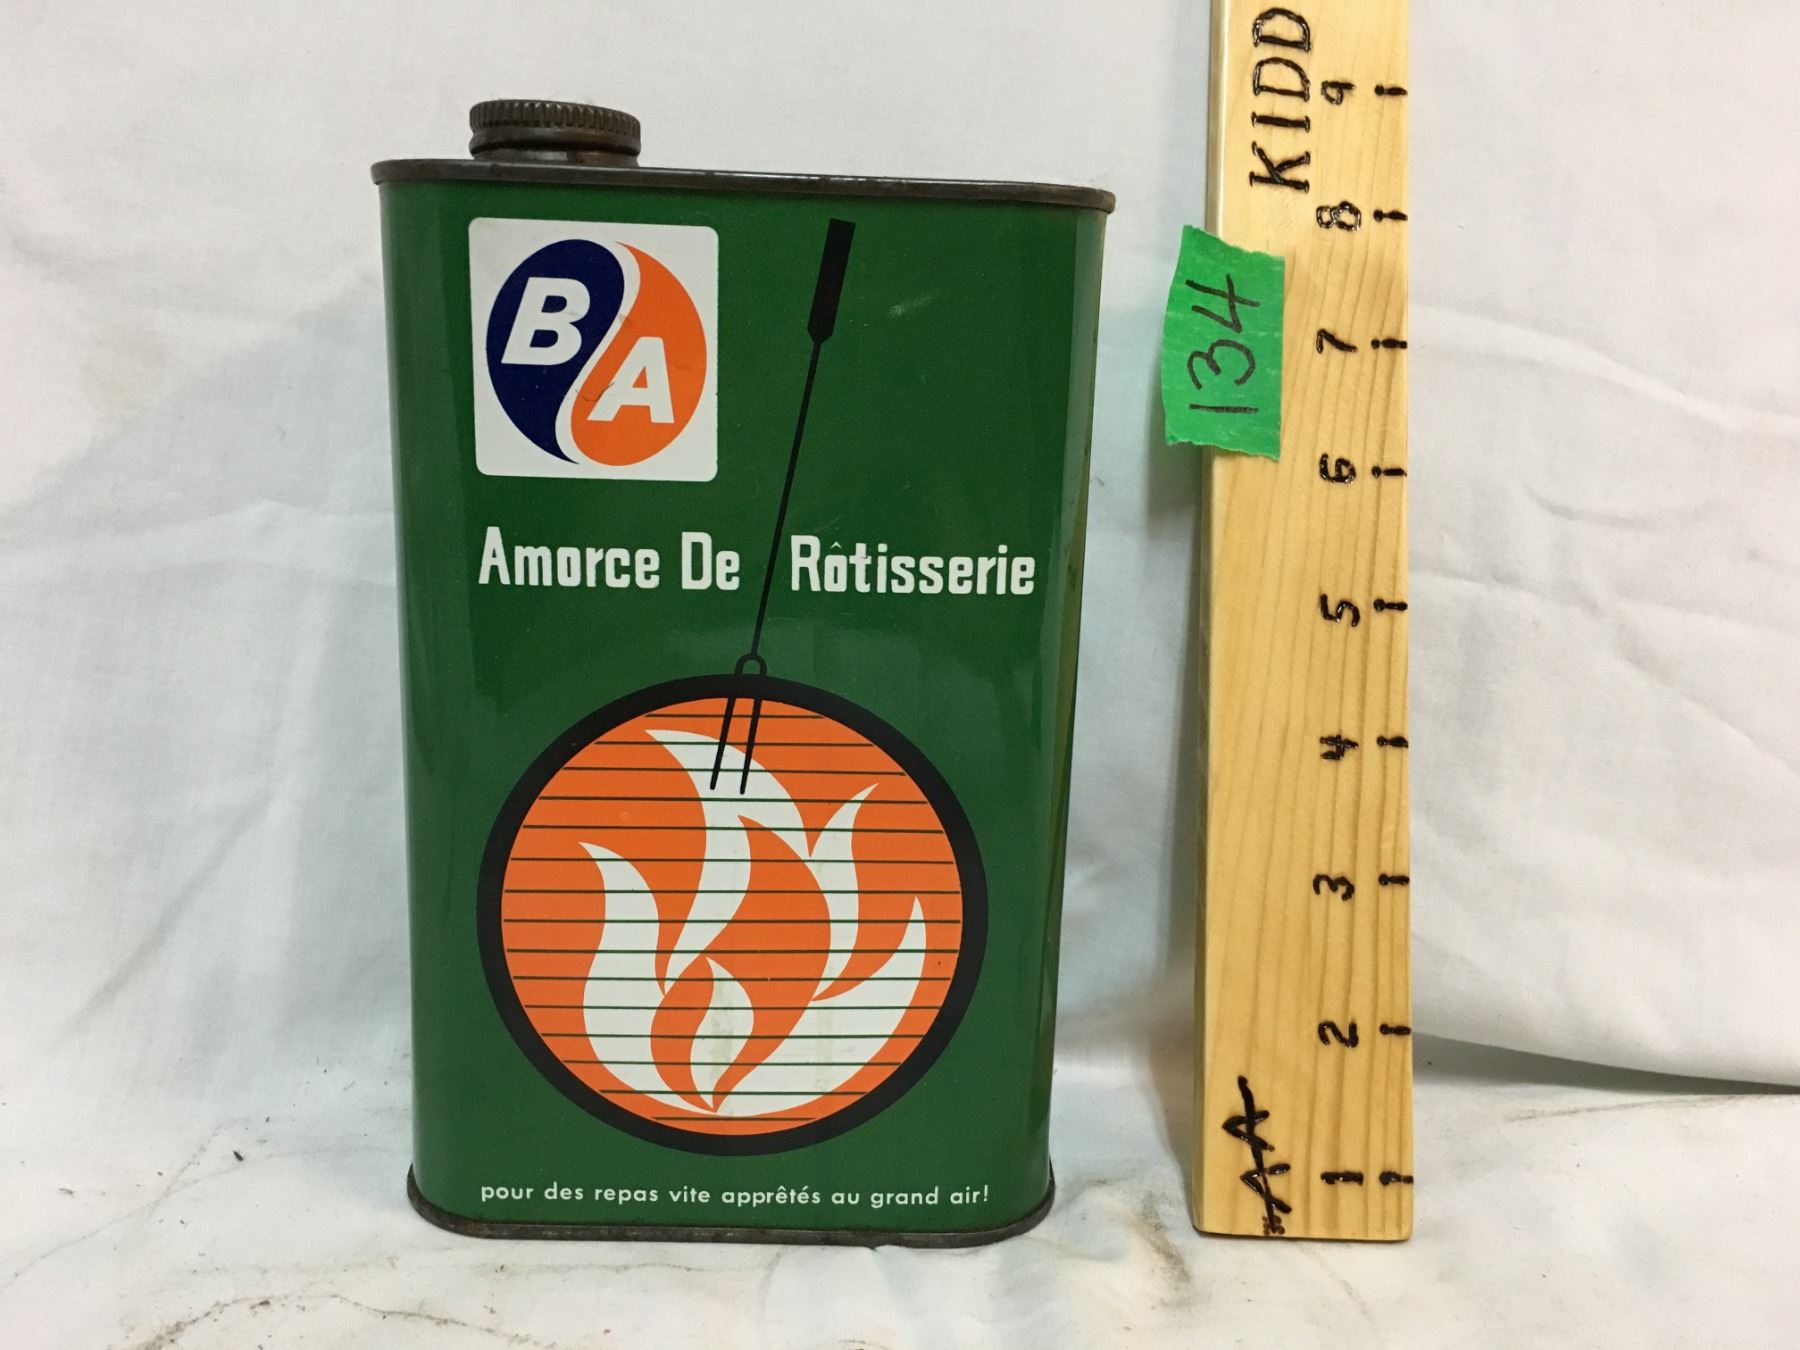 BA
Amorce De Rôtisserie
pour des repas vite apprêtés au grand air!
134
KIDD
9
8
7
6
5
4
3
2
1